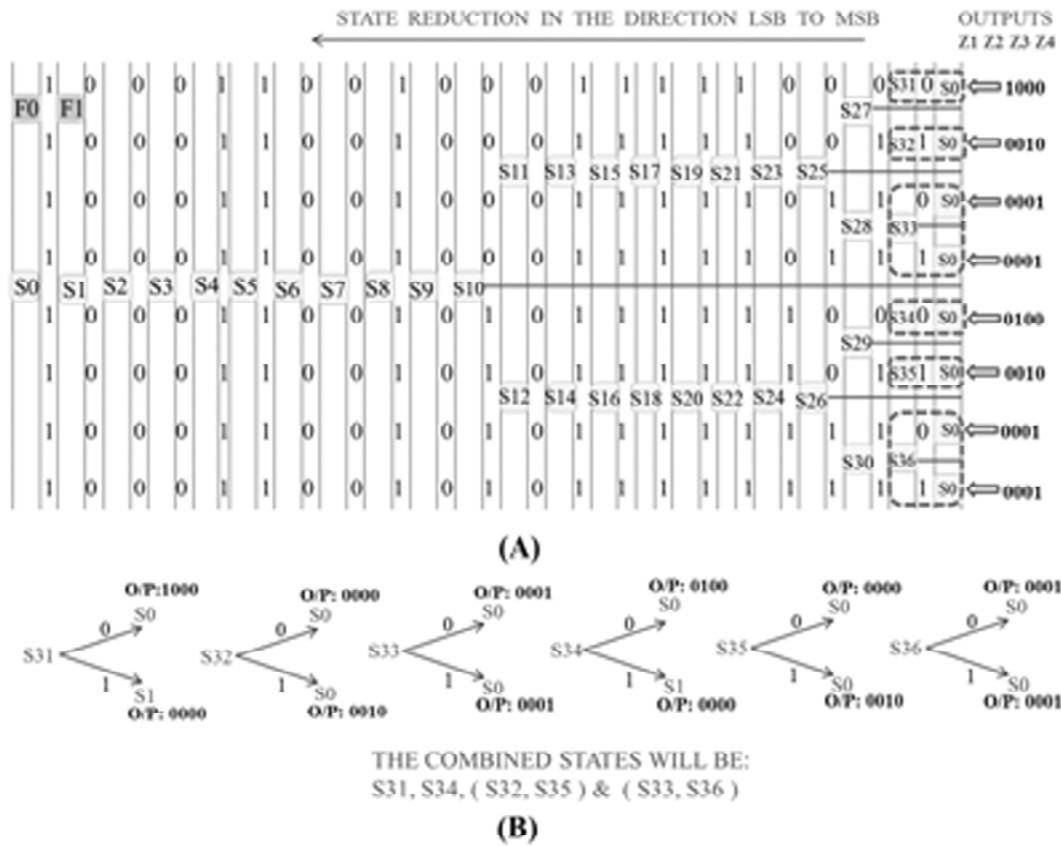 STATE REDUCTION IN THE DIRECTION LSB TO MSB
OUTPUTS
Z1 Z2 Z3 Z4
1 0 0 0 1 1 0 0 1 0 0 0 1 1 1 1 1 0 0 0 S31 0 S0 1000
F0 F1 S27
1 0 0 0 1 1 0 0 1 0 0 0 1 1 1 1 1 0 0 1 S32 1 S0 0010
S11 S13 S15 S17 S19 S21 S23 S25
1 0 0 0 1 1 0 0 1 0 0 0 1 1 1 1 1 0 1 1 0 S0 0001
S28 S33
1 0 0 0 1 1 0 0 1 0 0 0 1 1 1 1 1 0 1 1 1 S0 0001
S0 S1 S2 S3 S4 S5 S6 S7 S8 S9 S10
1 0 0 0 1 1 0 0 1 0 1 0 1 1 1 1 1 1 0 0 S34 0 S0 0100
S29
1 0 0 0 1 1 0 0 1 0 1 0 1 1 1 1 1 1 0 1 S35 1 S0 0010
S12 S14 S16 S18 S20 S22 S24 S26
1 0 0 0 1 1 0 0 1 0 1 0 1 1 1 1 1 1 1 1 0 S0 0001
S30 S36
1 0 0 0 1 1 0 0 1 0 1 0 1 1 1 1 1 1 1 1 1 S0 0001
(A)
O/P:1000 O/P: 0000 O/P: 0001 O/P: 0100 O/P: 0000 O/P: 0001
S0 S0 S0 S0 S0 S0
0 0 0 0 0 0
S31 S32 S33 S34 S35 S36
1 1 1 1 1 1
S1 S0 S0 S1 S0 S0
O/P: 0000 O/P: 0010 O/P: 0001 O/P: 0000 O/P: 0010 O/P: 0001
THE COMBINED STATES WILL BE:
S31, S34, ( S32, S35 ) & ( S33, S36 )
(B)